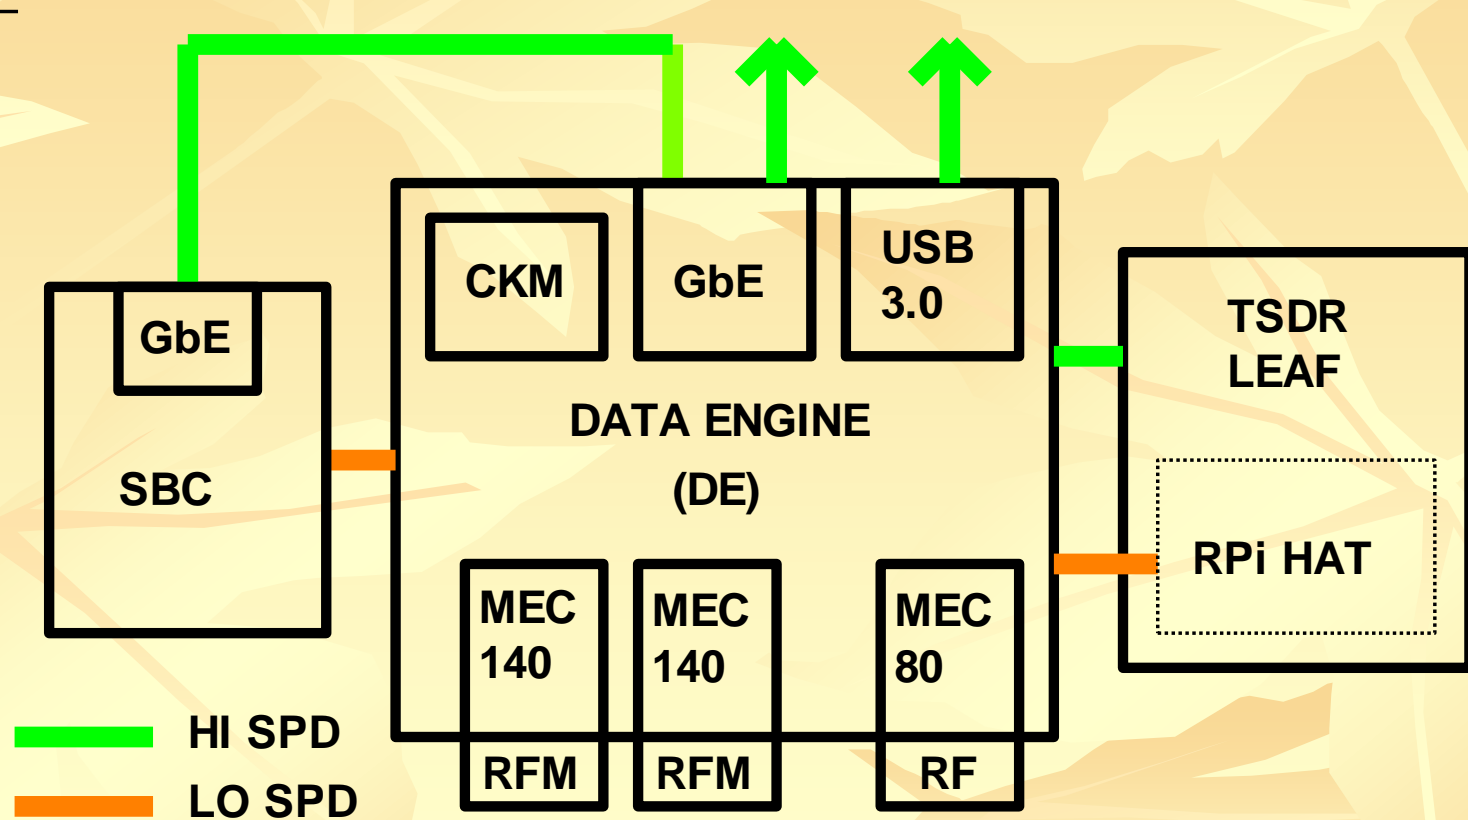 CKM
GbE
USB
3.0
GbE
TSDR
LEAF
DATA ENGINE
(DE)
SBC
RPi HAT
MEC
140
MEC
140
MEC
80
HI SPD
RFM
RFM
RF
LO SPD